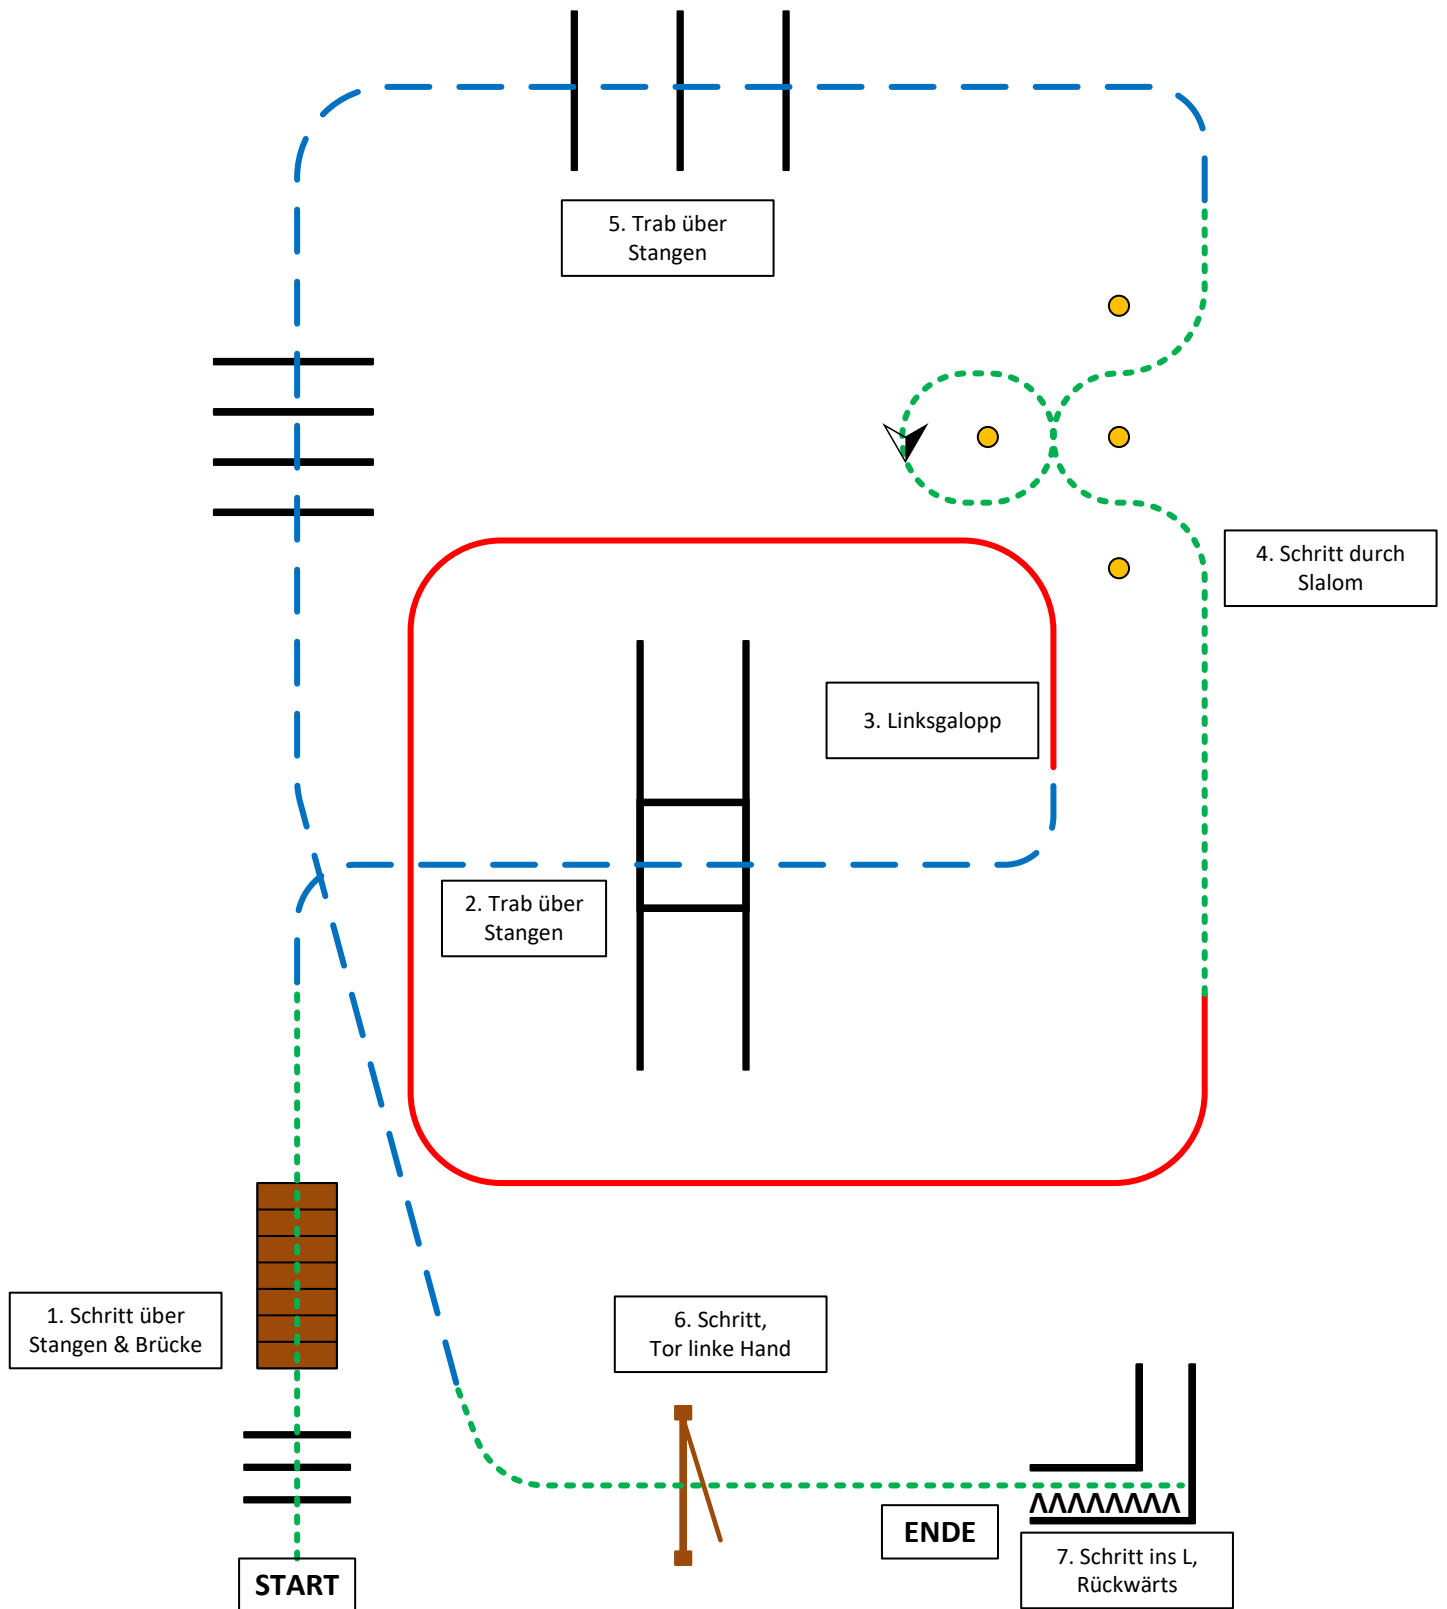 5. Trab über
Stangen
4. Schritt durch
Slalom
3. Linksgalopp
2. Trab über
Stangen
1. Schritt über
Stangen & Brücke
6. Schritt,
Tor linke Hand
ENDE
7. Schritt ins L,
Rückwärts
START